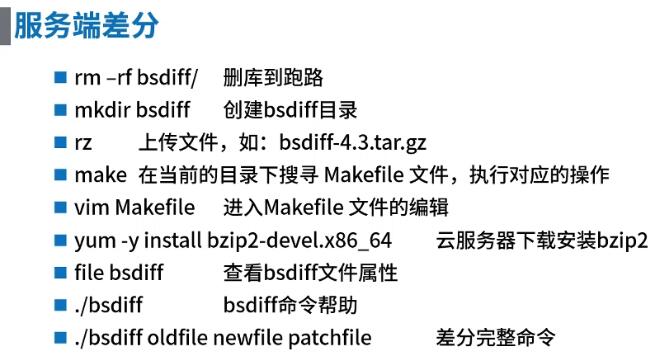 服务端差分
rm –rf bsdiff/ 删库到跑路
mkdir bsdiff 创建bsdiff目录
rz 上传文件，如：bsdiff-4.3.tar.gz
make 在当前的目录下搜寻 Makefile 文件，执行对应的操作
vim Makefile 进入Makefile 文件的编辑
yum -y install bzip2-devel.x86_64 云服务器下载安装bzip2
file bsdiff 查看bsdiff文件属性
./bsdiff bsdiff命令帮助
./bsdiff oldfile newfile patchfile 差分完整命令